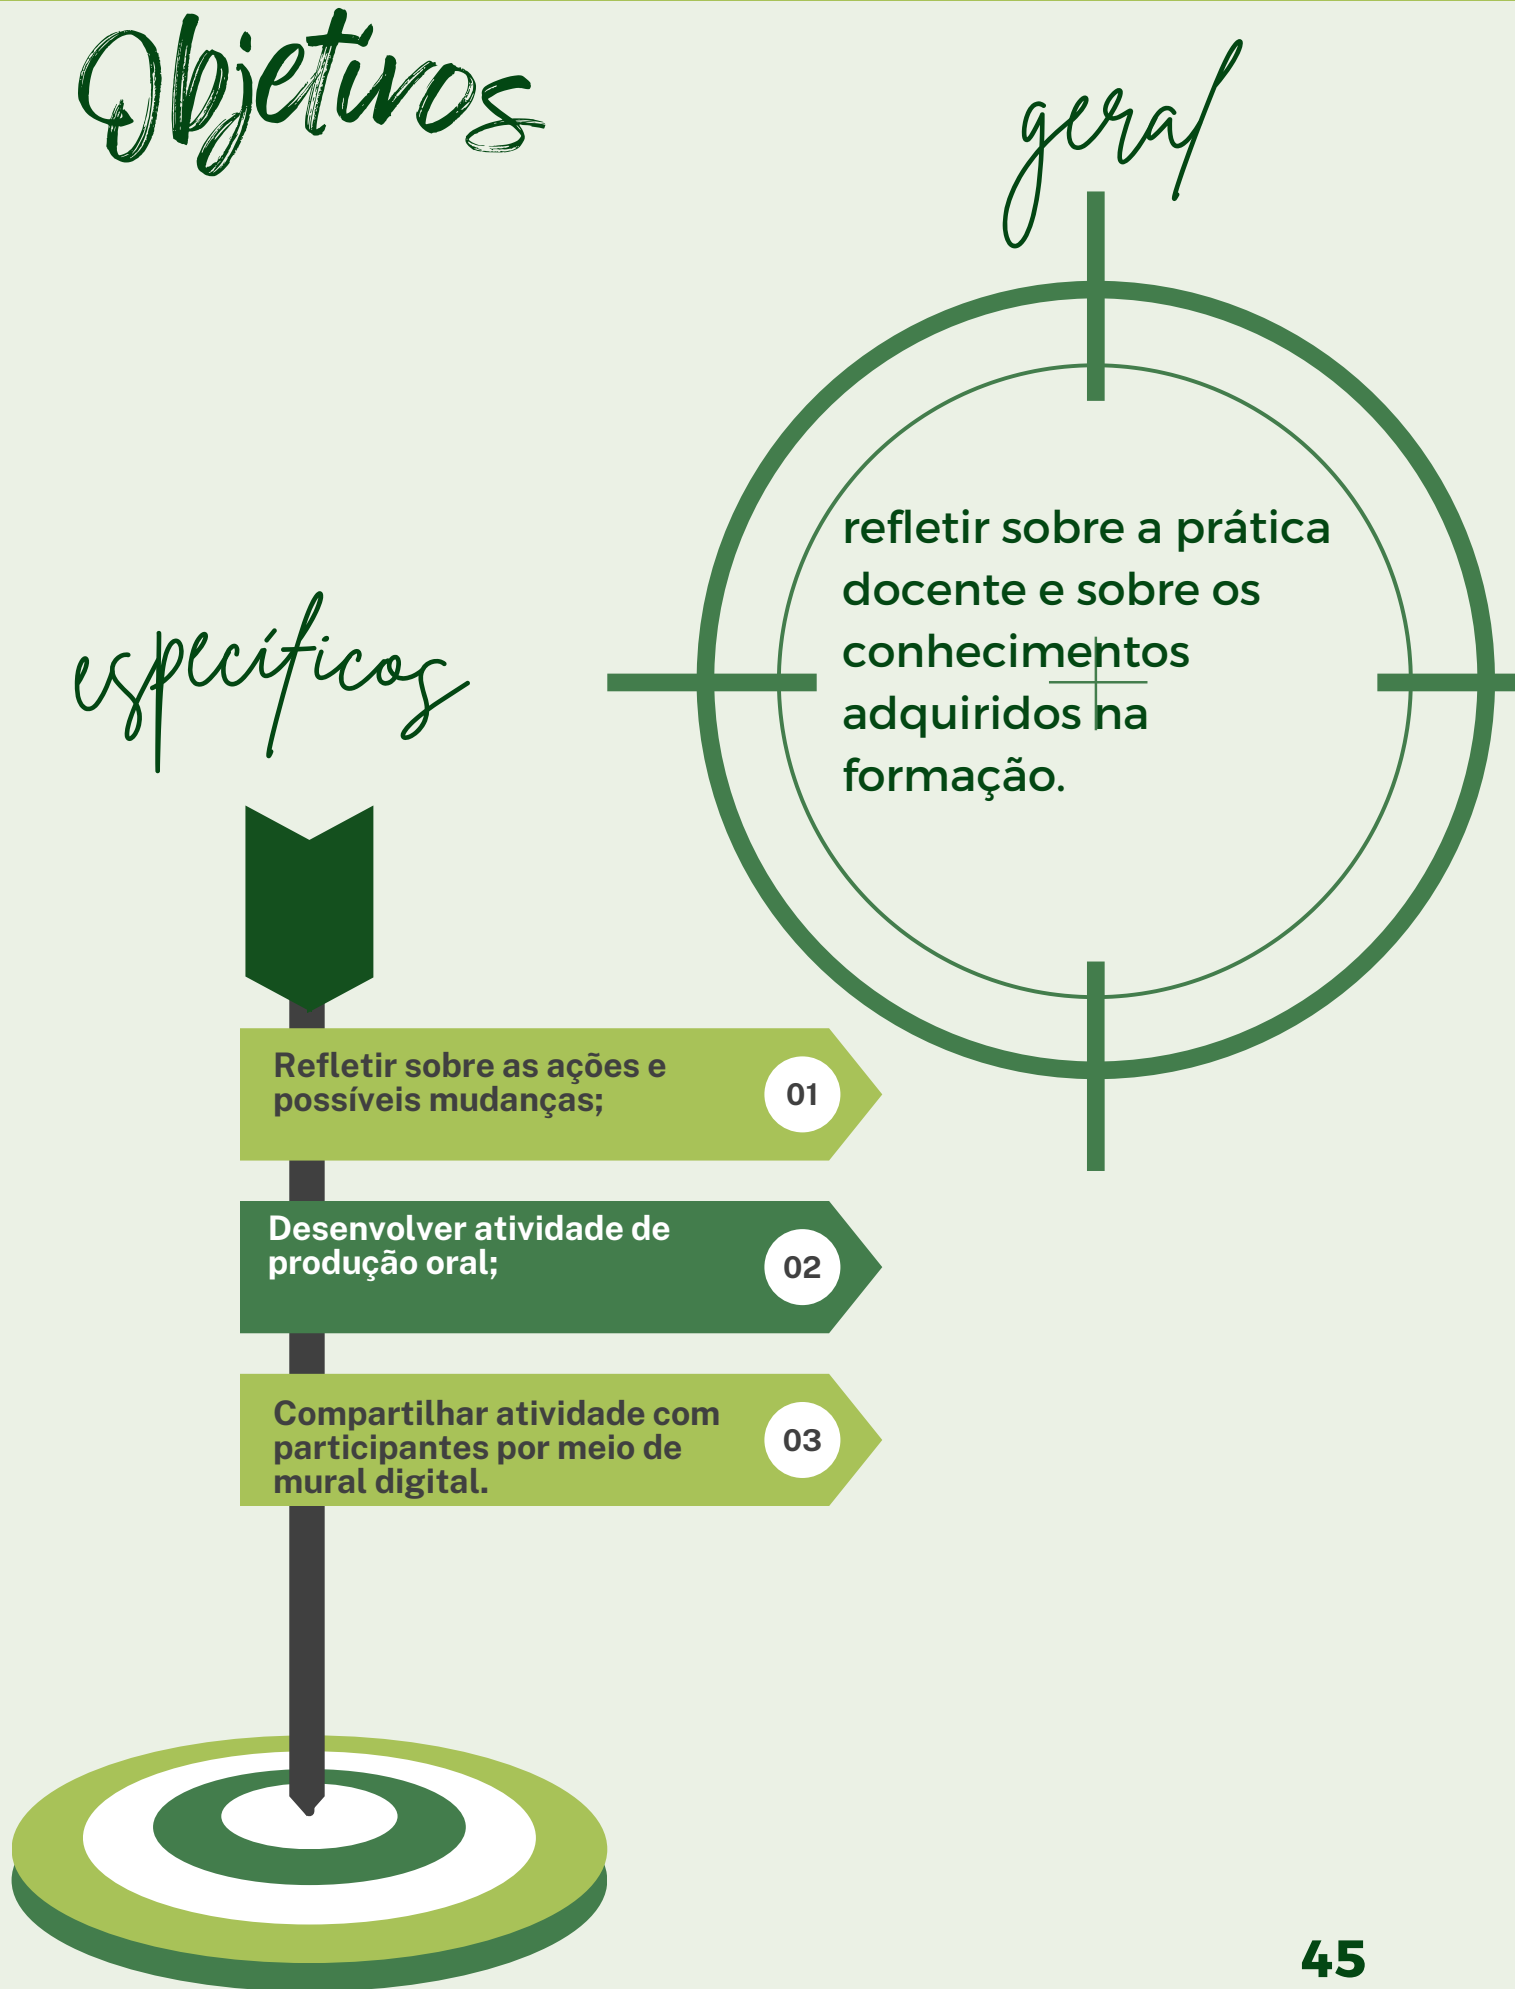 Objetivos
geral
refletir sobre a prática
docente e sobre os
conhecimentos
adquiridos na
formação.
específicos
Refletir sobre as ações e
possíveis mudanças;
01
Desenvolver atividade de
produção oral;
02
Compartilhar atividade com
participantes por meio de
mural digital.
03
45